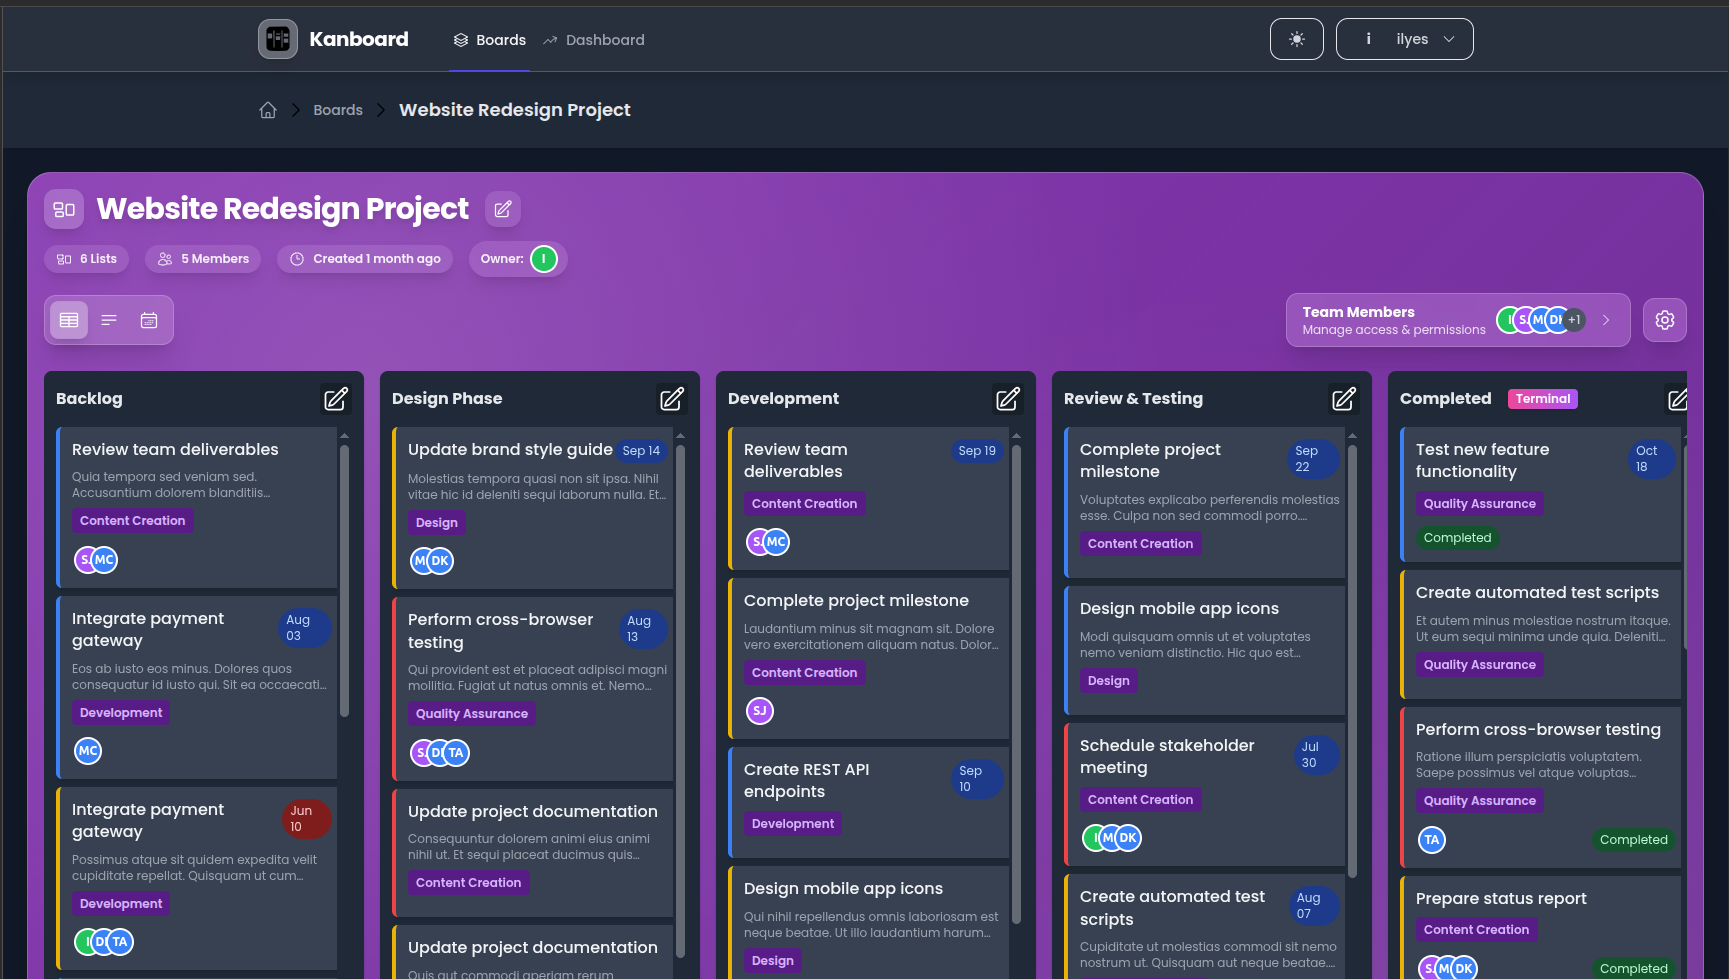 Kanboard
Boards
Dashboard
i
ilyes
Boards
Website Redesign Project
Website Redesign Project
6 Lists
5 Members
Created 1 month ago
Owner:
I
Team Members
Manage access & permissions
+1
Backlog
Review team deliverables
Quia tempora sed veniam sed.
Accusantium dolorem blanditiis...
Content Creation
MC
Integrate payment
gateway
Aug
03
Eos ab iusto eos minus. Dolores quos
consequatur id iusto qui. Sit ea occaecati...
Development
MC
Integrate payment
gateway
Jun
10
Possimus atque sit quidem expedita velit
cupiditate repellat. Quisquam ut cum...
Development
TA
Design Phase
Update brand style guide
Sep 14
Molestias tempora quasi non sit ipsa. Nihil
vitae hic id deleniti sequi laborum nulla. Et...
Design
DK
Perform cross-browser
testing
Aug
13
Qui provident est et placeat adipisci magni
mollitia. Fugiat ut natus omnis et. Nemo...
Quality Assurance
TA
Update project documentation
Consequuntur dolorem animi eius animi
nihil ut. Et sequi placeat ducimus quis...
Content Creation
Update project documentation
Quis aut commodi aperiam rerum
Development
Review team
deliverables
Sep 19
Content Creation
MC
Complete project milestone
Laudantium minus sit magnam sit. Dolore
vero exercitationem aliquam natus. Dolor...
Content Creation
SJ
Create REST API
endpoints
Sep
10
Development
Design mobile app icons
Qui nihil repellendus omnis laboriosam est
neque beatae. Ut illo laudantium harum...
Design
Review & Testing
Complete project
milestone
Sep
22
Voluptates explicabo perferendis molestias
esse. Culpa non sed commodi porro....
Content Creation
Design mobile app icons
Modi quisquam omnis ut et voluptates
nemo veniam distinctio. Hic quo est...
Design
Schedule stakeholder
meeting
Jul
30
Content Creation
DK
Create automated test
scripts
Aug
07
Cupiditate ut molestias commodi sit nemo
nostrum ut. Quisquam aut neque beatae....
Completed
Terminal
Test new feature
functionality
Oct
18
Quality Assurance
Completed
Create automated test scripts
Et autem minus molestiae nostrum itaque.
Ut eum sequi minima unde quia. Deleniti...
Quality Assurance
Perform cross-browser testing
Ratione illum perspiciatis voluptatem.
Saepe possimus vel atque voluptas...
Quality Assurance
TA
Completed
Prepare status report
Content Creation
DK
Completed